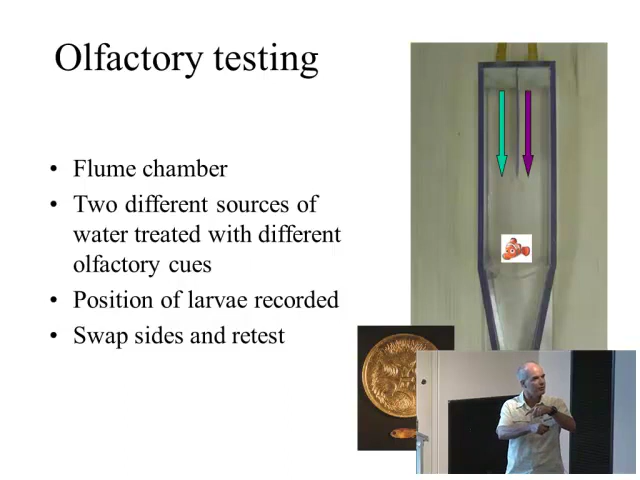 Olfactory testing
• Flume chamber
• Two different sources of
water treated with different
olfactory cues
• Position of larvae recorded
• Swap sides and retest